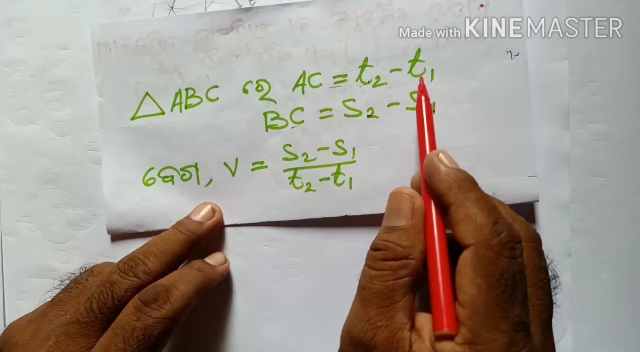 Made with KINEMASTER
△ABC ରେ AC = t₂ - t₁
BC = S₂ - S₁
ବେଗ, V = S₂-S₁
t₂-t₁